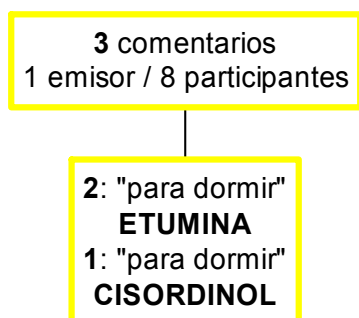 3 comentarios
1 emisor / 8 participantes
2: "para dormir"
ETUMINA
1: "para dormir"
CISORDINOL